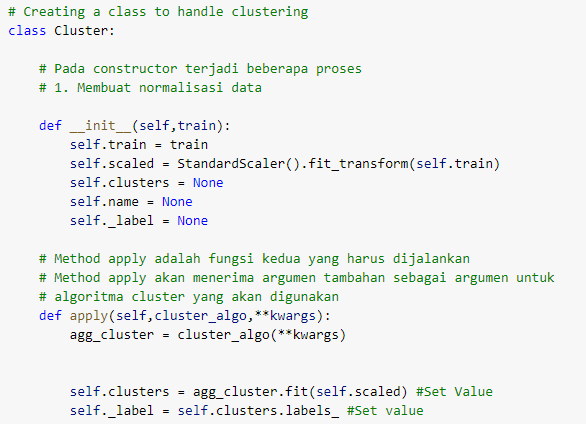 # Creating a class to handle clustering
class Cluster:
# Pada constructor terjadi beberapa proses
# 1. Membuat normalisasi data
def __init__(self,train):
self.train = train
self.scaled = StandardScaler().fit_transform(self.train)
self.clusters = None
self.name = None
self._label = None
# Method apply adalah fungsi kedua yang harus dijalankan
# Method apply akan menerima argumen tambahan sebagai argumen untuk
# algoritma cluster yang akan digunakan
def apply(self,cluster_algo,**kwargs):
agg_cluster = cluster_algo(**kwargs)
self.clusters = agg_cluster.fit(self.scaled) #Set Value
self._label = self.clusters.labels_ #Set value